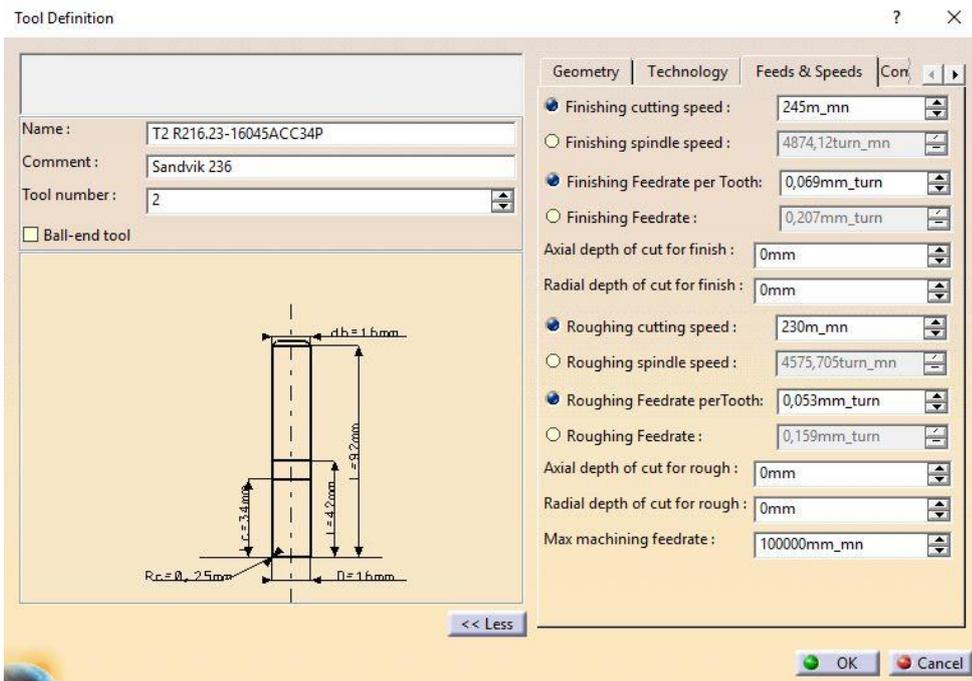 Tool Definition
?
Name :
T2 R216.23-16045ACC34P
Comment :
Sandvik 236
Tool number :
2
Ball-end tool
db=16mm
l=92mm
lc=34mm
L=42mm
Rc=0, 25mm
D=16mm
<< Less
Geometry
Technology
Feeds & Speeds
Con
Finishing cutting speed :
245m_mn
Finishing spindle speed :
4874,12turn_mn
Finishing Feedrate per Tooth:
0,069mm_turn
Finishing Feedrate :
0,207mm_turn
Axial depth of cut for finish :
0mm
Radial depth of cut for finish :
0mm
Roughing cutting speed :
230m_mn
Roughing spindle speed :
4575,705turn_mn
Roughing Feedrate perTooth:
0,053mm_turn
Roughing Feedrate :
0,159mm_turn
Axial depth of cut for rough :
0mm
Radial depth of cut for rough :
0mm
Max machining feedrate :
100000mm_mn
OK
Cancel